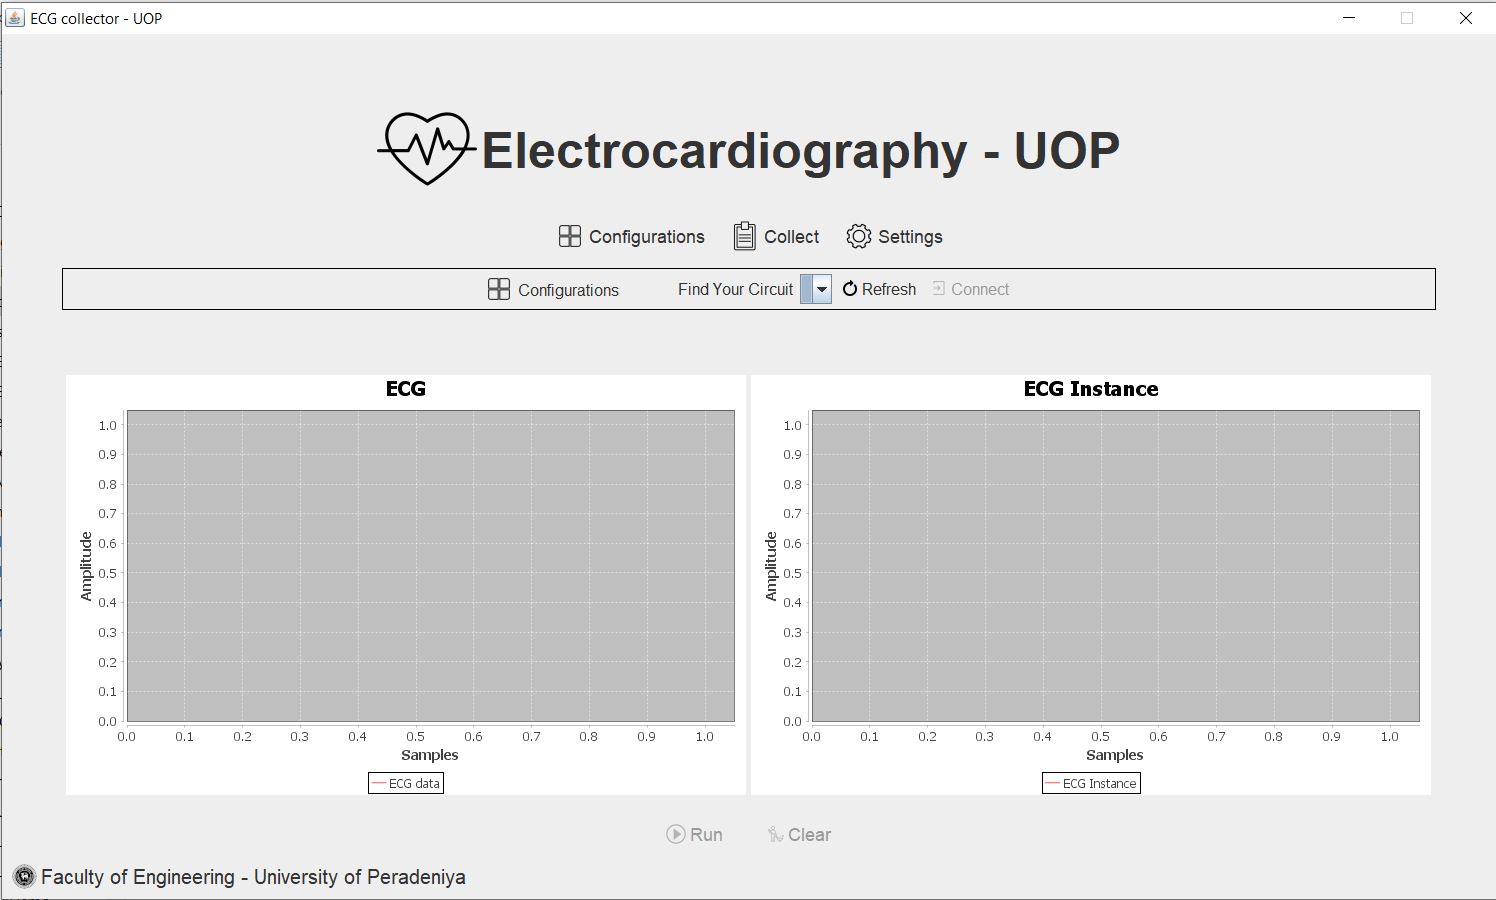 ECG collector - UOP
Electrocardiography - UOP
Configurations Collect Settings
Configurations Find Your Circuit Refresh Connect
ECG
1.0
0.9
0.8
0.7
0.6
0.5
0.4
0.3
0.2
0.1
0.0
Amplitude
0.0 0.1 0.2 0.3 0.4 0.5 0.6 0.7 0.8 0.9 1.0
Samples
ECG data
ECG Instance
1.0
0.9
0.8
0.7
0.6
0.5
0.4
0.3
0.2
0.1
0.0
Amplitude
0.0 0.1 0.2 0.3 0.4 0.5 0.6 0.7 0.8 0.9 1.0
Samples
ECG Instance
Run Clear
Faculty of Engineering - University of Peradeniya